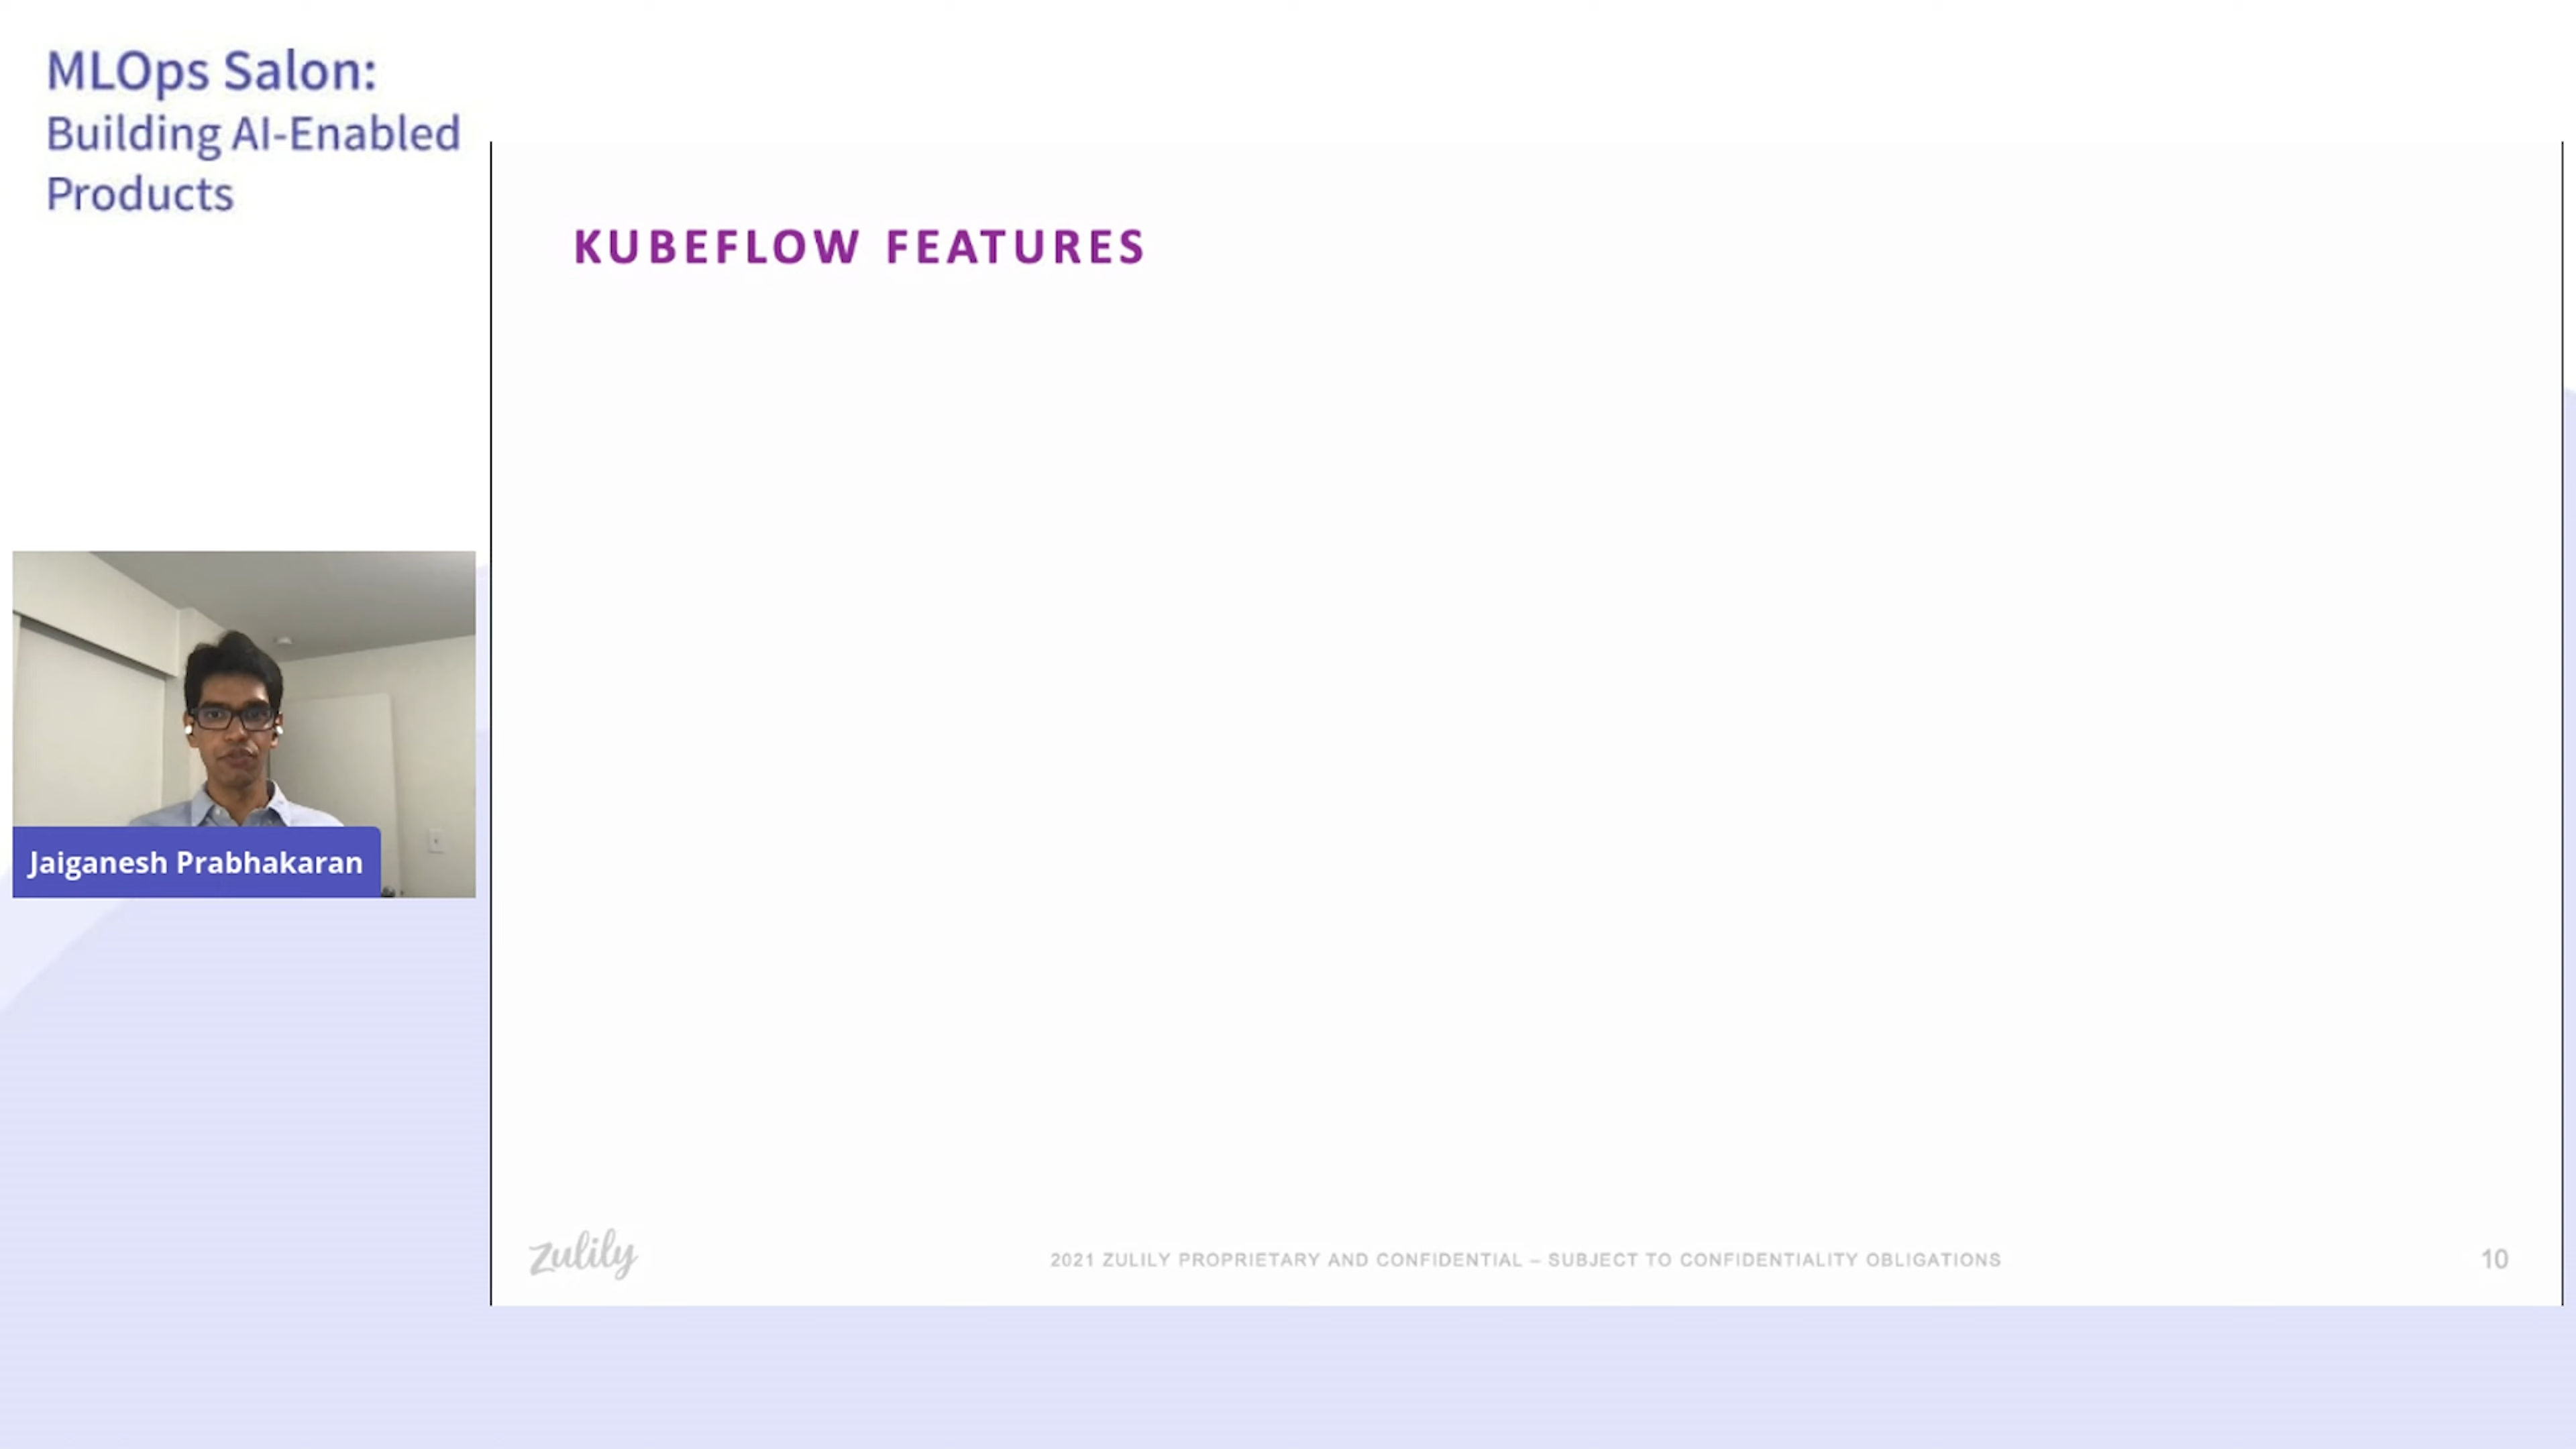 MLOps Salon:
Building AI-Enabled
Products
KUBEFLOW FEATURES
Jaiganesh Prabhakaran
zulily
2021 ZULILY PROPRIETARY AND CONFIDENTIAL – SUBJECT TO CONFIDENTIALITY OBLIGATIONS
10